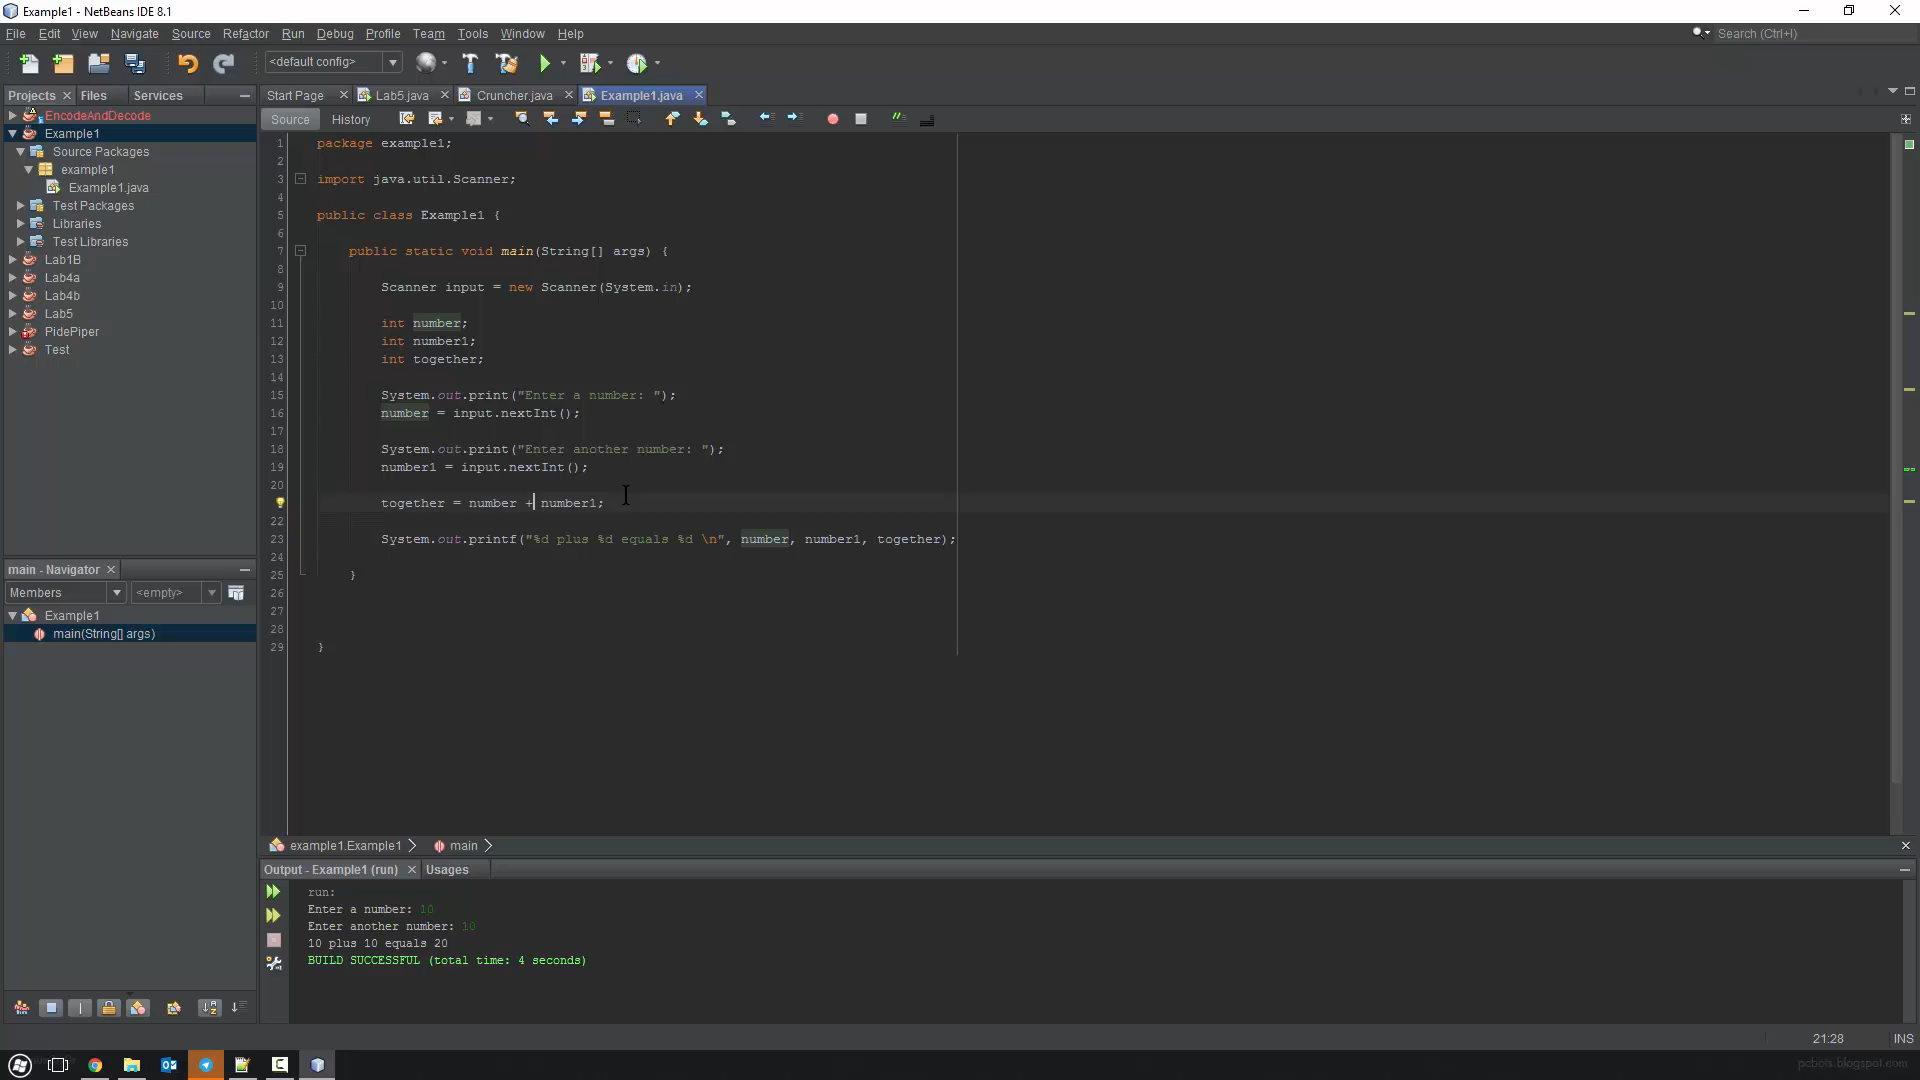 Example1 - NetBeans IDE 8.1
File Edit View Navigate Source Refactor Run Debug Profile Team Tools Window Help
Search (Ctrl+I)
<default config>
Projects Files Services
Start Page Lab5.java Cruncher.java Example1.java
Source History
EncodeAndDecode
Example1
Source Packages
example1
Example1.java
Test Packages
Libraries
Test Libraries
Lab1B
Lab4a
Lab4b
Lab5
PidePiper
Test
1 package example1;
2
3 import java.util.Scanner;
4
5 public class Example1 {
6
7 public static void main(String[] args) {
8
9 Scanner input = new Scanner(System.in);
10
11 int number;
12 int number1;
13 int together;
14
15 System.out.print("Enter a number: ");
16 number = input.nextInt();
17
18 System.out.print("Enter another number: ");
19 number1 = input.nextInt();
20
together = number + number1;
22
23 System.out.printf("%d plus %d equals %d \n", number, number1, together);
24
25 }
26
27
28
29 }
main - Navigator
Members <empty>
Example1
main(String[] args)
example1.Example1 main
Output - Example1 (run) Usages
run:
Enter a number: 10
Enter another number: 10
10 plus 10 equals 20
BUILD SUCCESSFUL (total time: 4 seconds)
21:28 INS
pcbots.blogspot.com